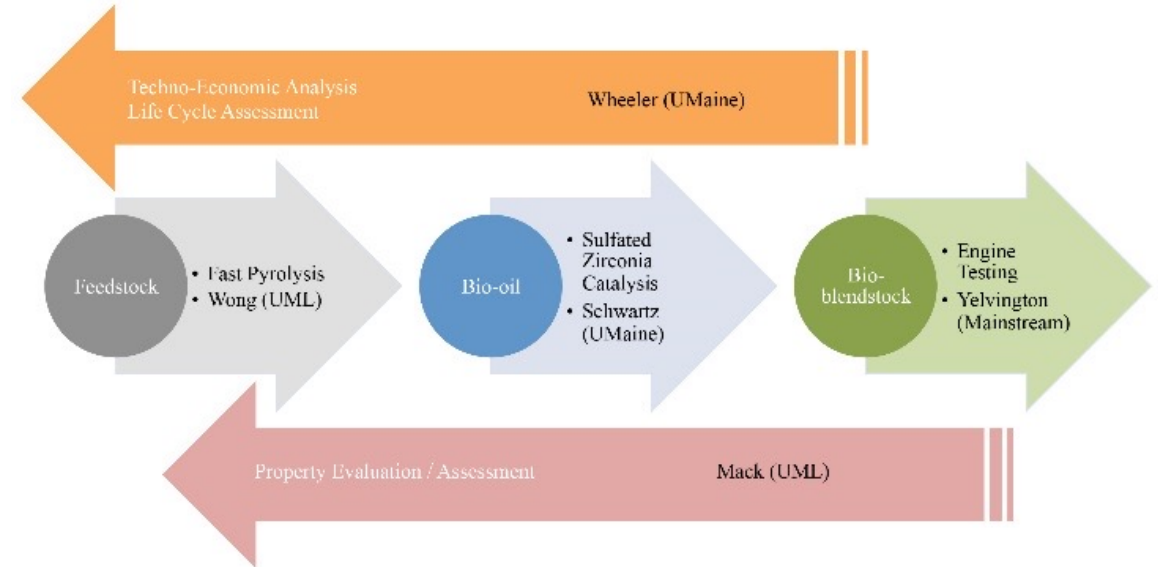 Techno-Economic Analysis
Life Cycle Assessment
Wheeler (UMaine)
Feedstock
• Fast Pyrolysis
• Wong (UML)
Bio-oil
• Sulfated
Zirconia
Catalysis
• Schwartz
(UMaine)
Bio-
blendstock
• Engine
Testing
• Yelvington
(Mainstream)
Property Evaluation / Assessment
Mack (UML)